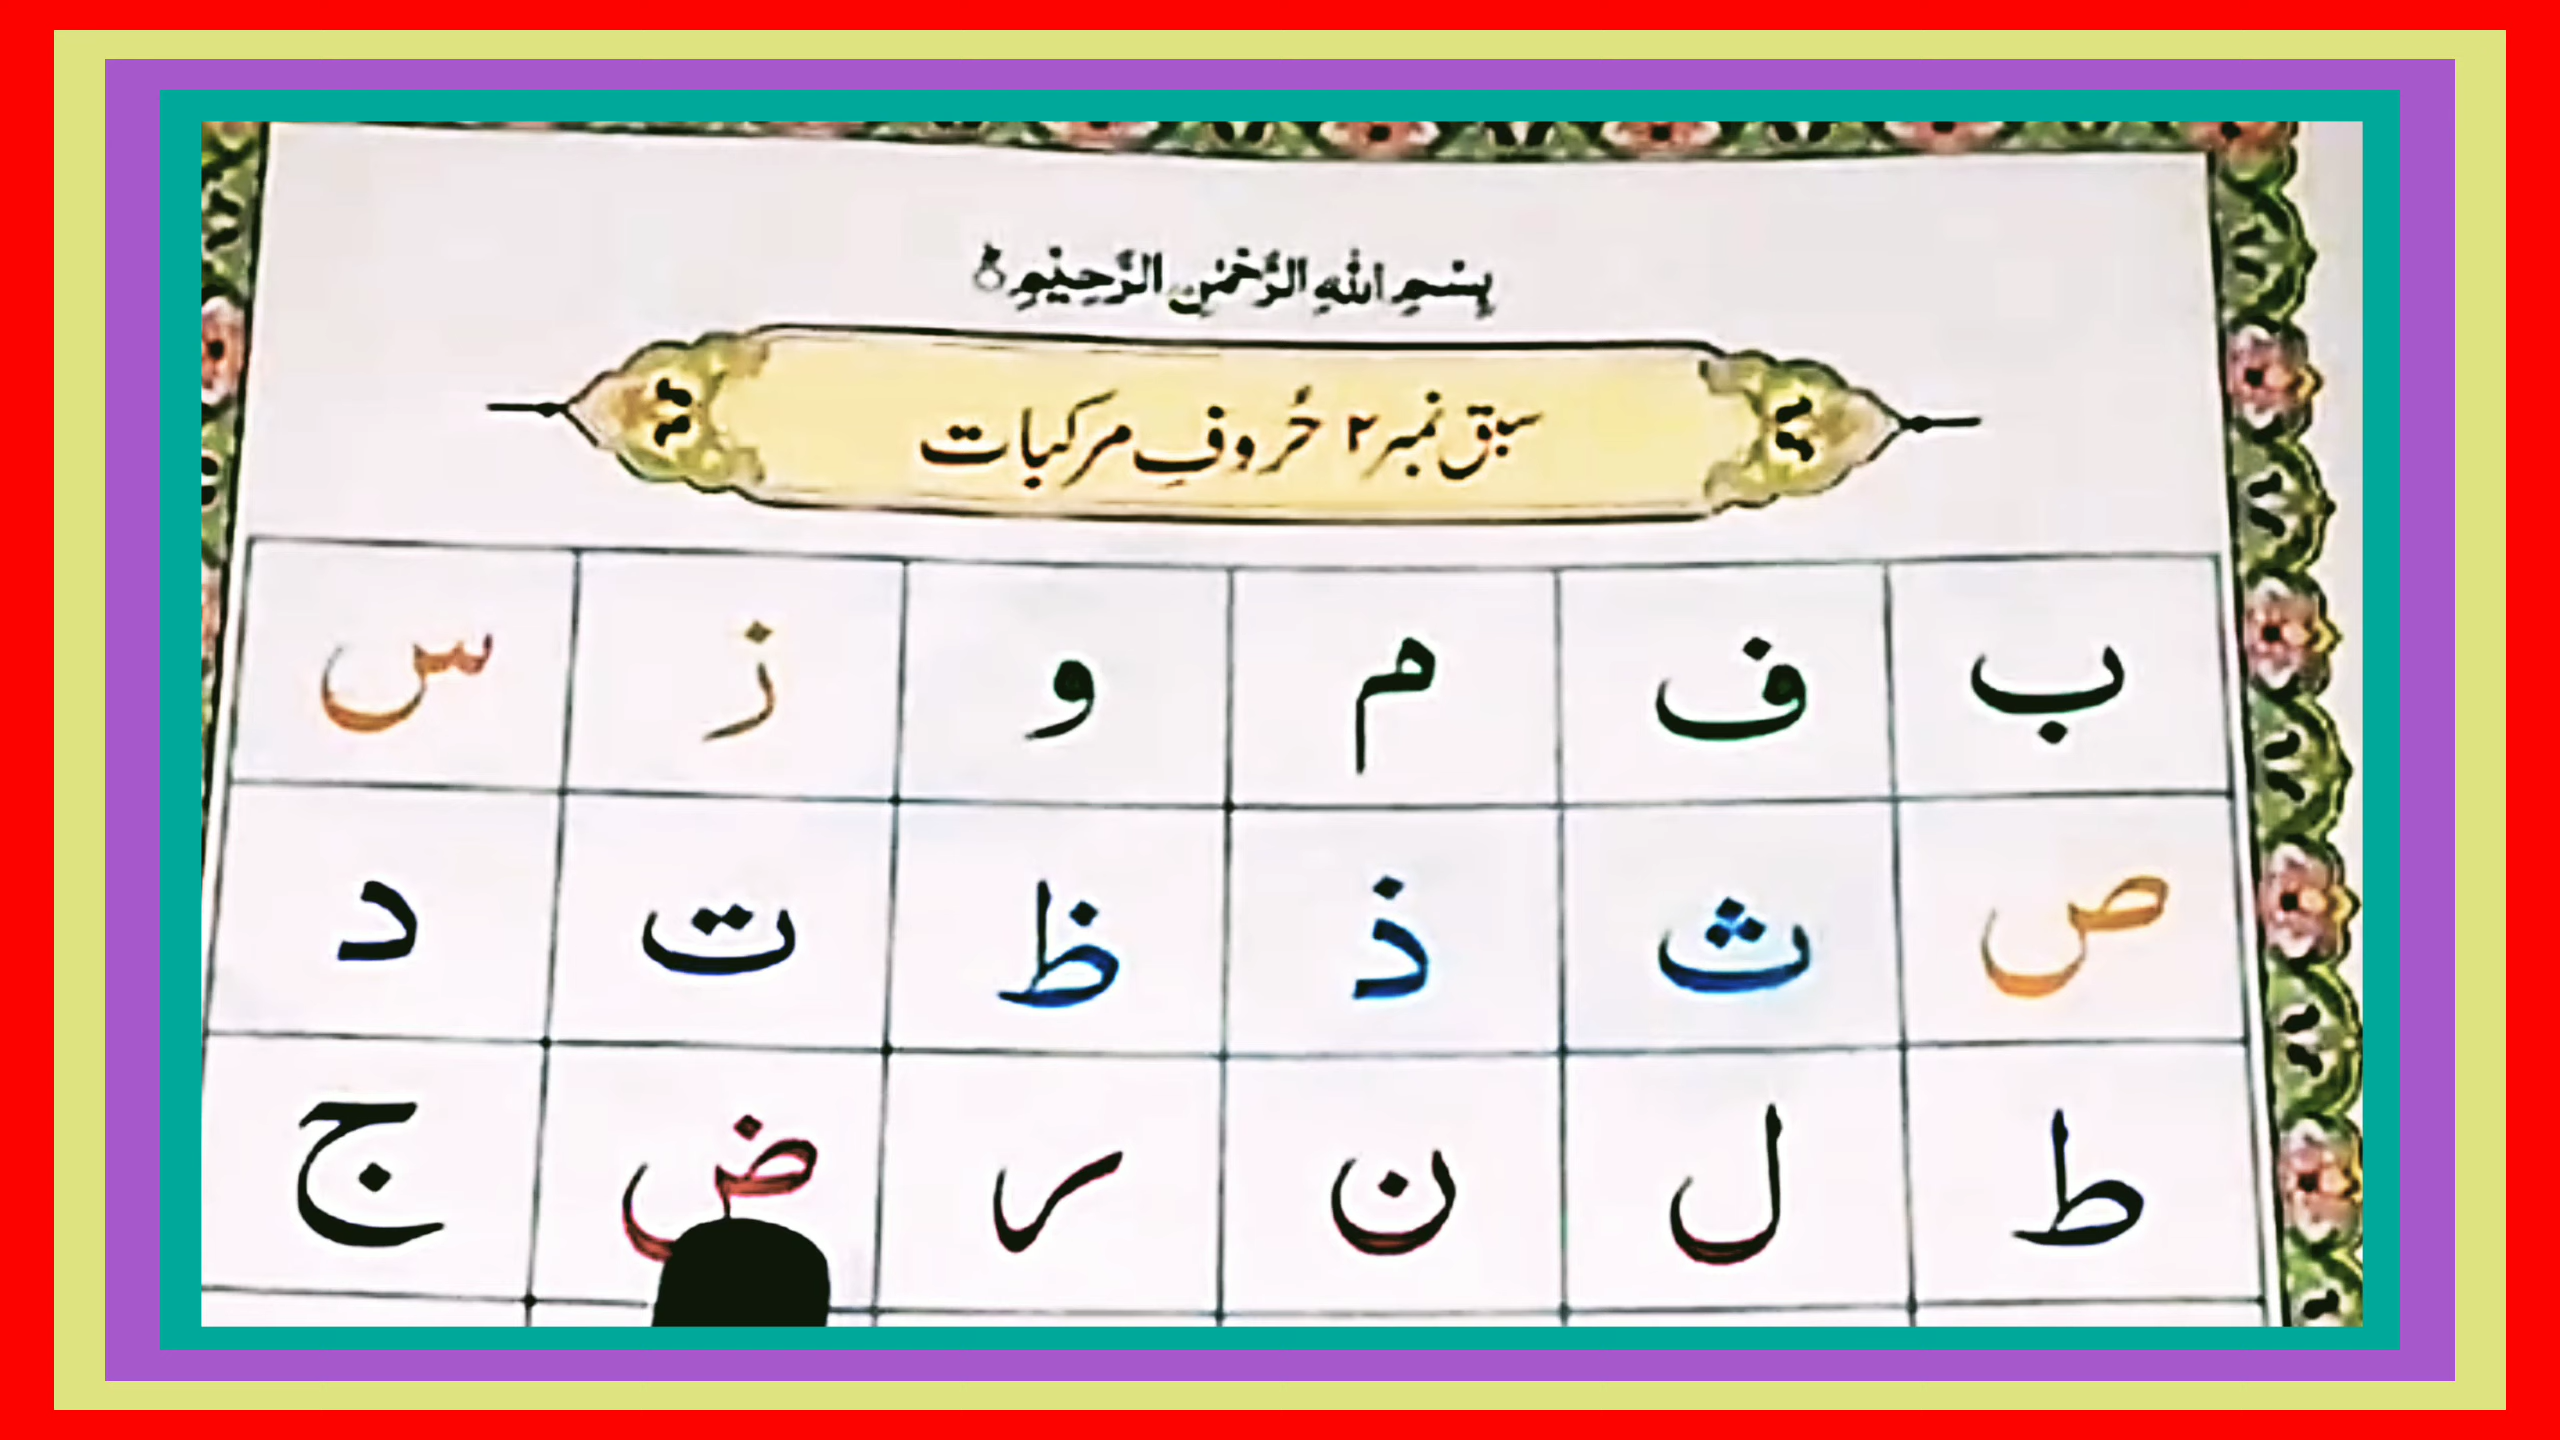 بِسْمِ اللّٰهِ الرَّحْمٰنِ الرَّحِيْمِ
سبق نمبر ۲ حُروفِ مرکبات
ب ف م و ز س
ص ث ذ ظ ت د
ط ل ن ر ض ج